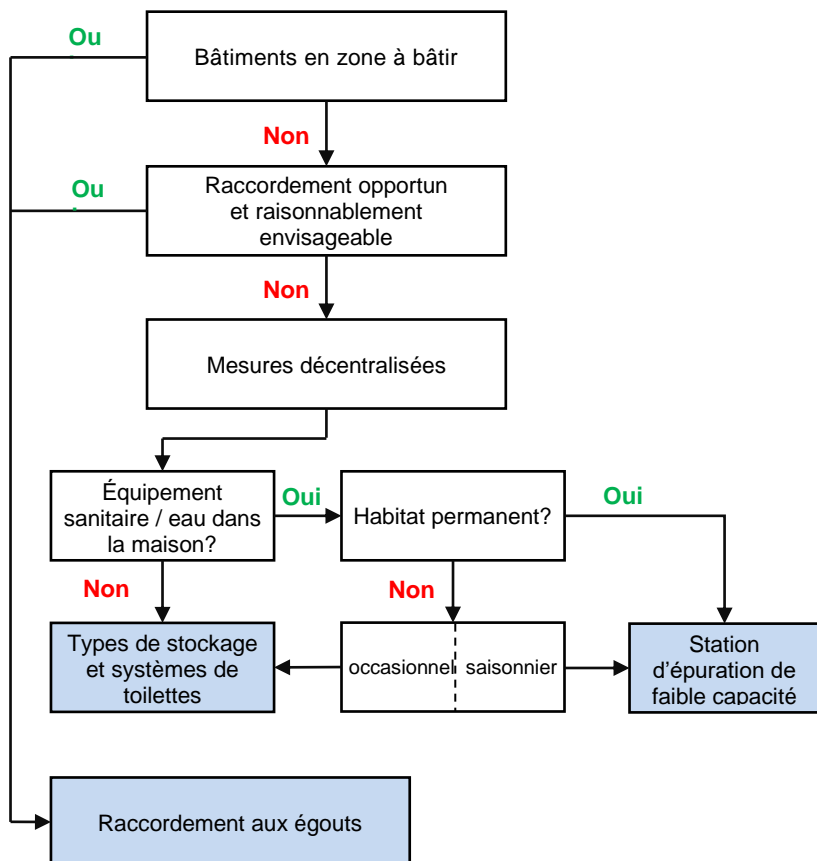 Ou
Bâtiments en zone à bâtir
Non
Ou
Raccordement opportun
et raisonnablement
envisageable
Non
Mesures décentralisées
Équipement
sanitaire / eau dans
la maison?
Oui
Habitat permanent?
Oui
Non
Non
Types de stockage
et systèmes de
toilettes
occasionnel
saisonnier
Station
d'épuration de
faible capacité
Raccordement aux égouts